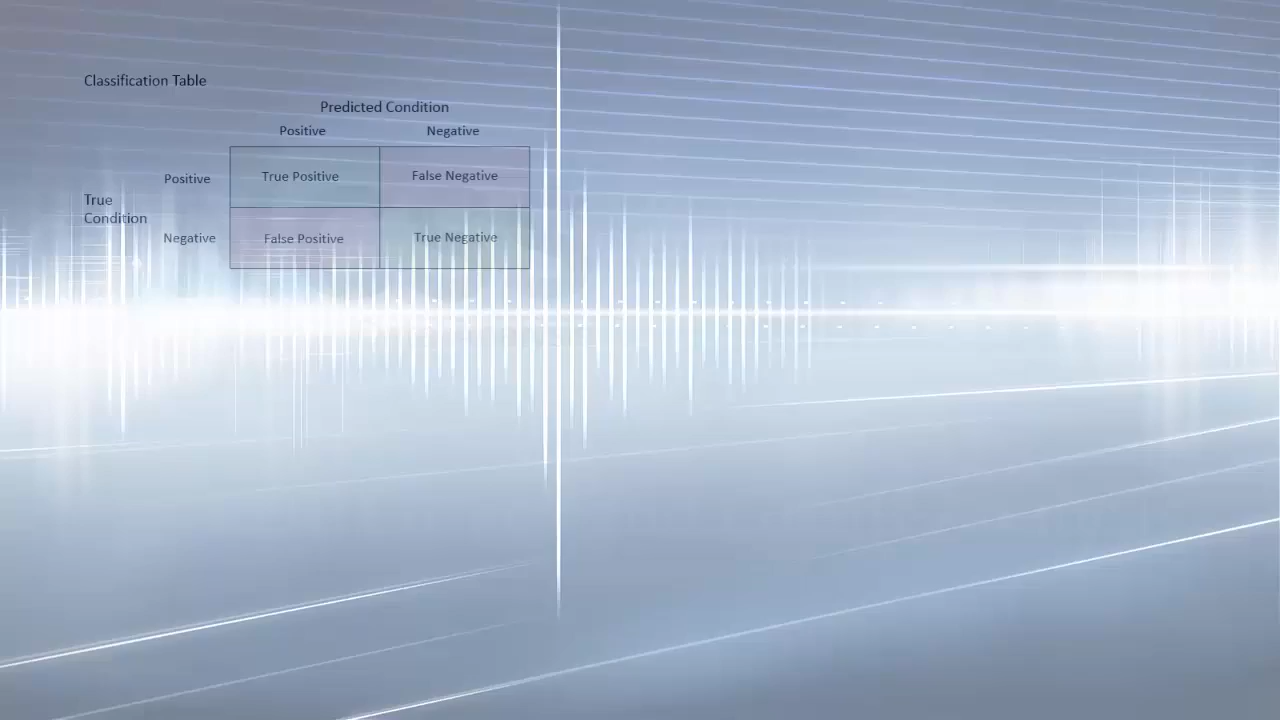 Classification Table
Predicted Condition
Positive Negative
Positive True Positive False Negative
True
Condition
Negative False Positive True Negative